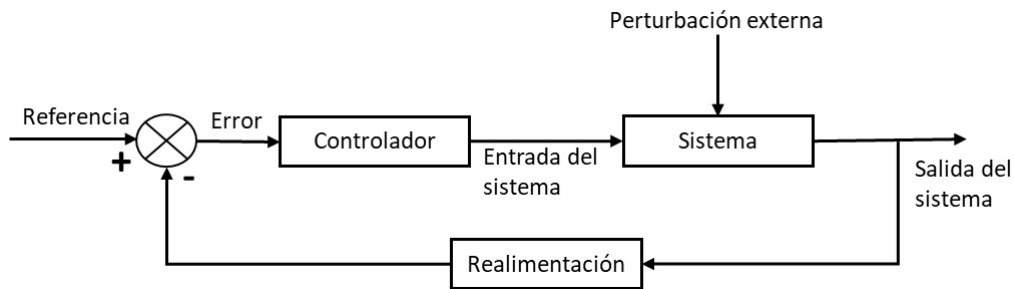 Perturbación externa
Referencia
Error
Controlador
Sistema
+
-
Entrada del
sistema
Salida del
sistema
Realimentación